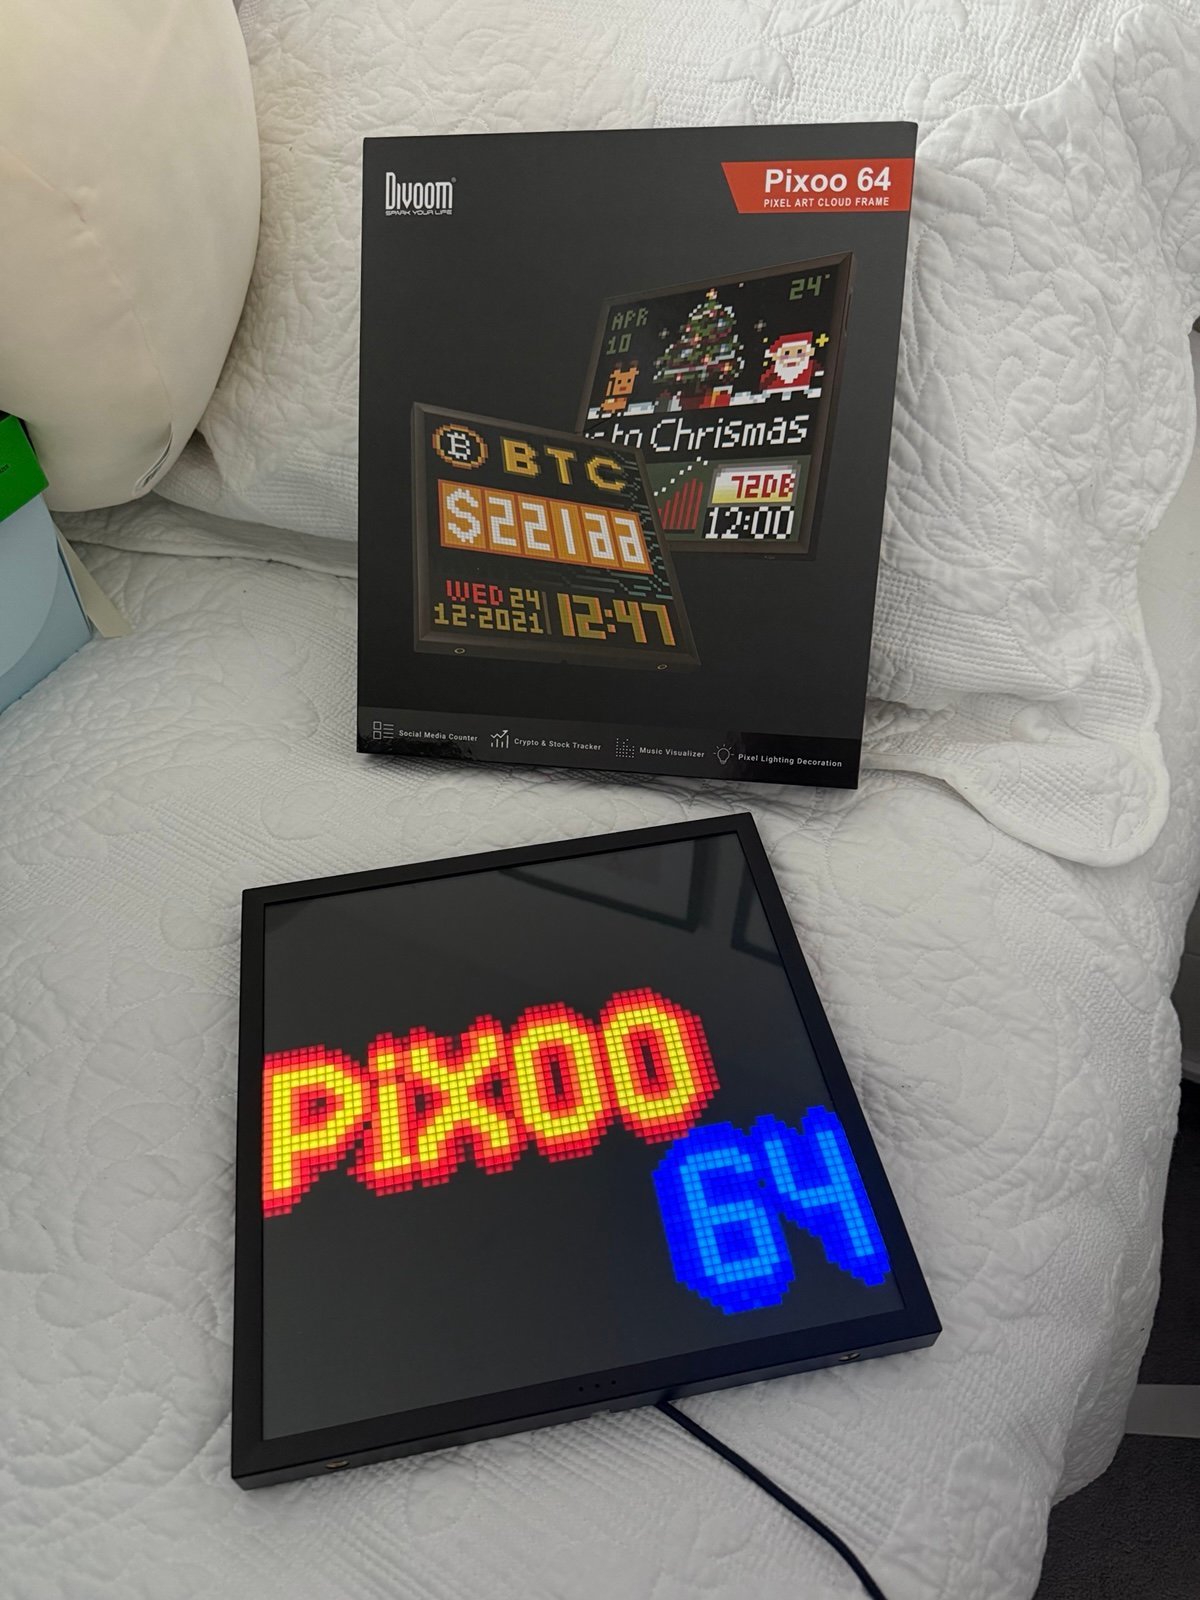 Divoom®
SPARK YOUR LIFE
Pixoo 64
PIXEL ART CLOUD FRAME
24°
APR
10
to Chrismas
72DB
12:00
BTC
$221aa
WED 24
12·2021
12:47
Social Media Counter
Crypto & Stock Tracker
Music Visualizer
Pixel Lighting Decoration
PiXOO
64